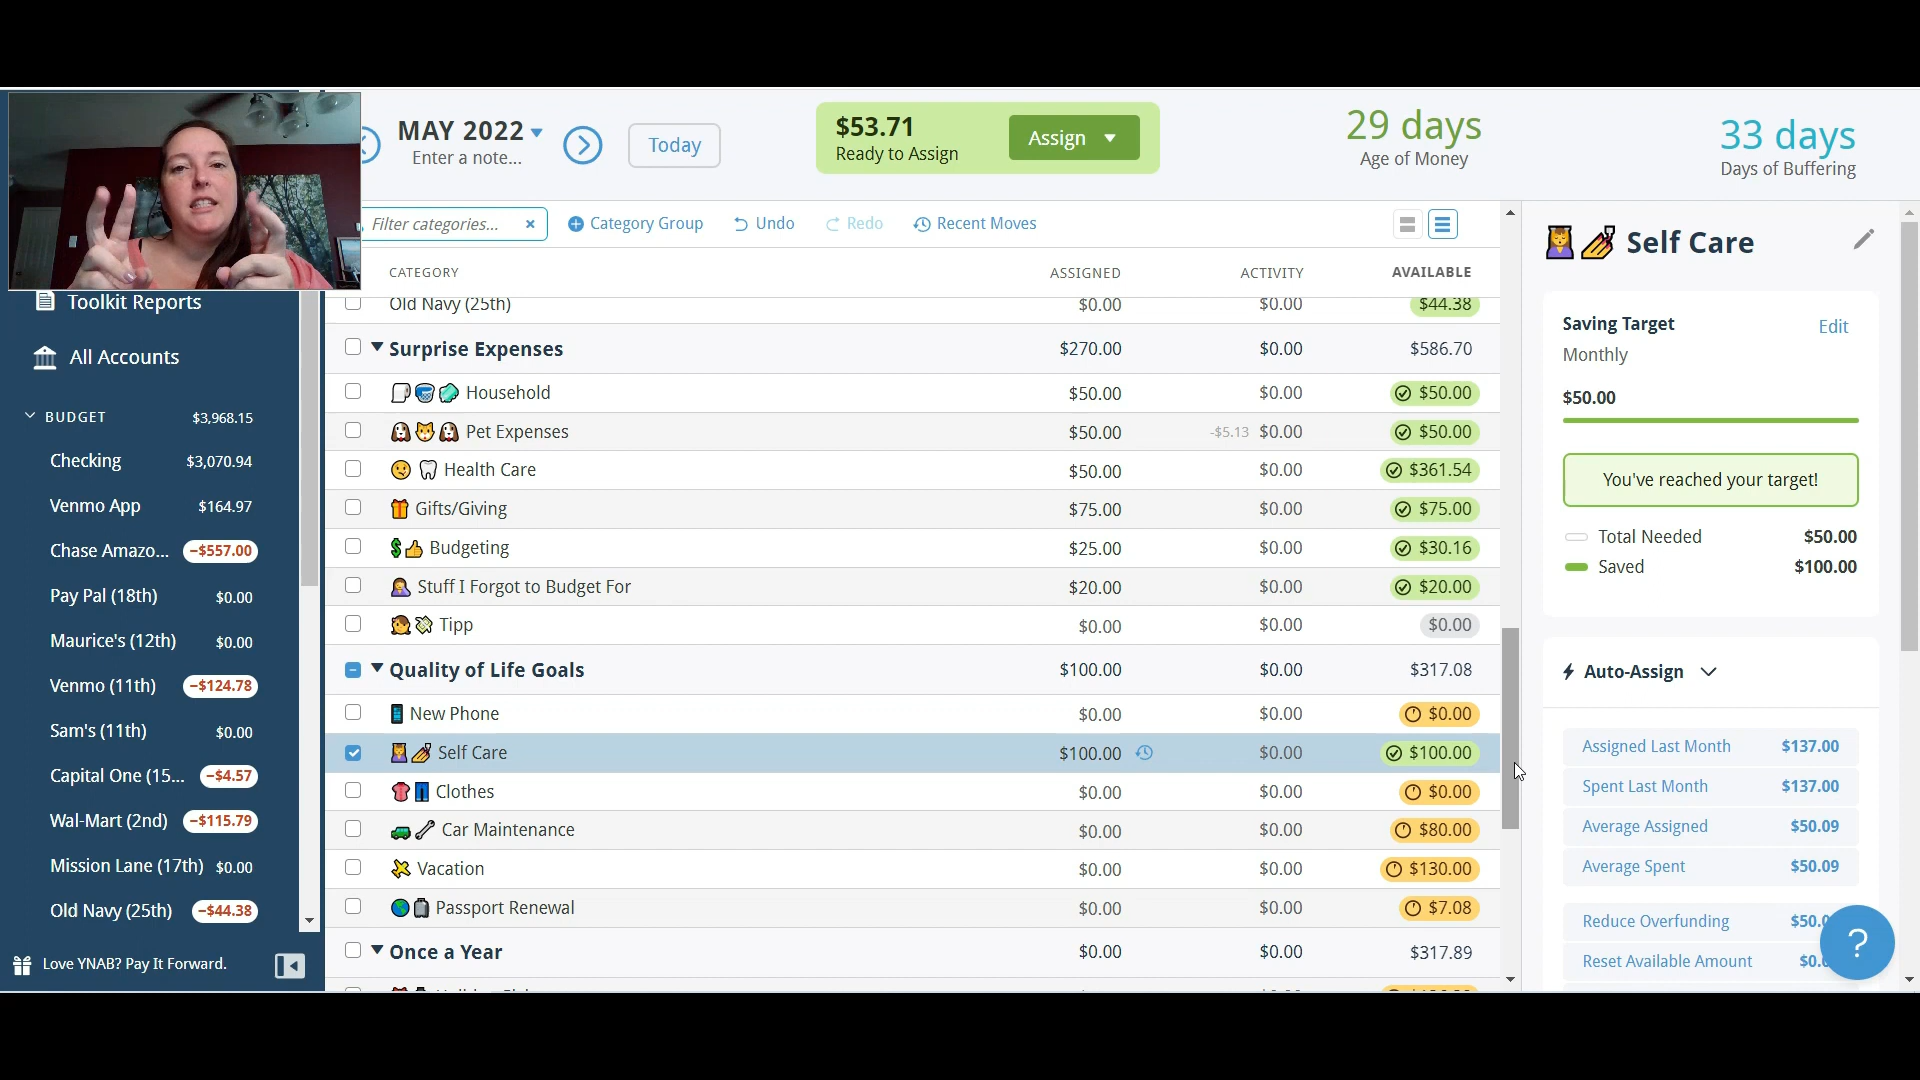 MAY 2022
Enter a note...
Today
$53.71
Ready to Assign
Assign
29 days
Age of Money
33 days
Days of Buffering
Filter categories...
Category Group
Undo
Redo
Recent Moves
Toolkit Reports
All Accounts
BUDGET $3,968.15
Checking $3,070.94
Venmo App $164.97
Chase Amazo... −$557.00
Pay Pal (18th) $0.00
Maurice's (12th) $0.00
Venmo (11th) −$124.78
Sam's (11th) $0.00
Capital One (15... −$4.57
Wal-Mart (2nd) −$115.79
Mission Lane (17th) $0.00
Old Navy (25th) −$44.38
Love YNAB? Pay It Forward.
CATEGORY ASSIGNED ACTIVITY AVAILABLE
Old Navy (25th) $0.00 $0.00 $44.38
Surprise Expenses $270.00 $0.00 $586.70
Household $50.00 $0.00 $50.00
Pet Expenses $50.00 -$5.13 $0.00 $50.00
Health Care $50.00 $0.00 $361.54
Gifts/Giving $75.00 $0.00 $75.00
Budgeting $25.00 $0.00 $30.16
Stuff I Forgot to Budget For $20.00 $0.00 $20.00
Tipp $0.00 $0.00 $0.00
Quality of Life Goals $100.00 $0.00 $317.08
New Phone $0.00 $0.00 $0.00
Self Care $100.00 $0.00 $100.00
Clothes $0.00 $0.00 $0.00
Car Maintenance $0.00 $0.00 $80.00
Vacation $0.00 $0.00 $130.00
Passport Renewal $0.00 $0.00 $7.08
Once a Year $0.00 $0.00 $317.89
Self Care
Saving Target Edit
Monthly
$50.00
You've reached your target!
Total Needed $50.00
Saved $100.00
Auto-Assign
Assigned Last Month $137.00
Spent Last Month $137.00
Average Assigned $50.09
Average Spent $50.09
Reduce Overfunding $50.
Reset Available Amount $0.
?